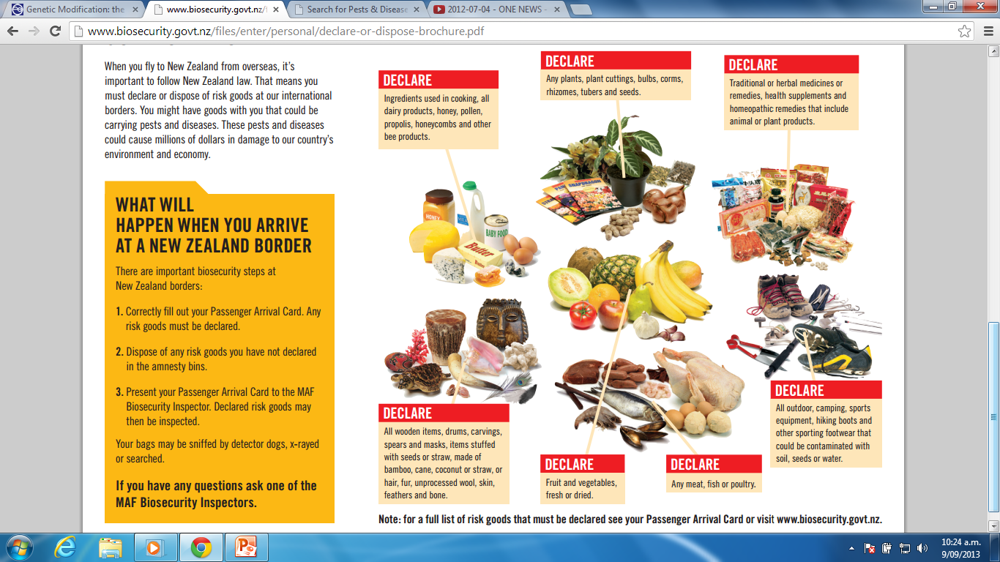 Genetic Modification: the
www.biosecurity.govt.nz/f
Search for Pests & Disease
2012-07-04 - ONE NEWS -
www.biosecurity.govt.nz/files/enter/personal/declare-or-dispose-brochure.pdf
When you fly to New Zealand from overseas, it's
important to follow New Zealand law. That means you
must declare or dispose of risk goods at our international
borders. You might have goods with you that could be
carrying pests and diseases. These pests and diseases
could cause millions of dollars in damage to our country's
environment and economy.
WHAT WILL
HAPPEN WHEN YOU ARRIVE
AT A NEW ZEALAND BORDER
There are important biosecurity steps at
New Zealand borders:
1. Correctly fill out your Passenger Arrival Card. Any
risk goods must be declared.
2. Dispose of any risk goods you have not declared
in the amnesty bins.
3. Present your Passenger Arrival Card to the MAF
Biosecurity Inspector. Declared risk goods may
then be inspected.
Your bags may be sniffed by detector dogs, x-rayed
or searched.
If you have any questions ask one of the
MAF Biosecurity Inspectors.
DECLARE
Ingredients used in cooking, all
dairy products, honey, pollen,
propolis, honeycombs and other
bee products.
DECLARE
Any plants, plant cuttings, bulbs, corms,
rhizomes, tubers and seeds.
DECLARE
Traditional or herbal medicines or
remedies, health supplements and
homeopathic remedies that include
animal or plant products.
HONEY
MILK
BABY FOOD
Butter
Butter
SNAPDRAGON
DECLARE
All wooden items, drums, carvings,
spears and masks, items stuffed
with seeds or straw, made of
bamboo, cane, coconut or straw, or
hair, fur, unprocessed wool, skin,
feathers and bone.
DECLARE
Fruit and vegetables,
fresh or dried.
DECLARE
Any meat, fish or poultry.
DECLARE
All outdoor, camping, sports
equipment, hiking boots and
other sporting footwear that
could be contaminated with
soil, seeds or water.
Note: for a full list of risk goods that must be declared see your Passenger Arrival Card or visit www.biosecurity.govt.nz.
10:24 a.m.
9/09/2013